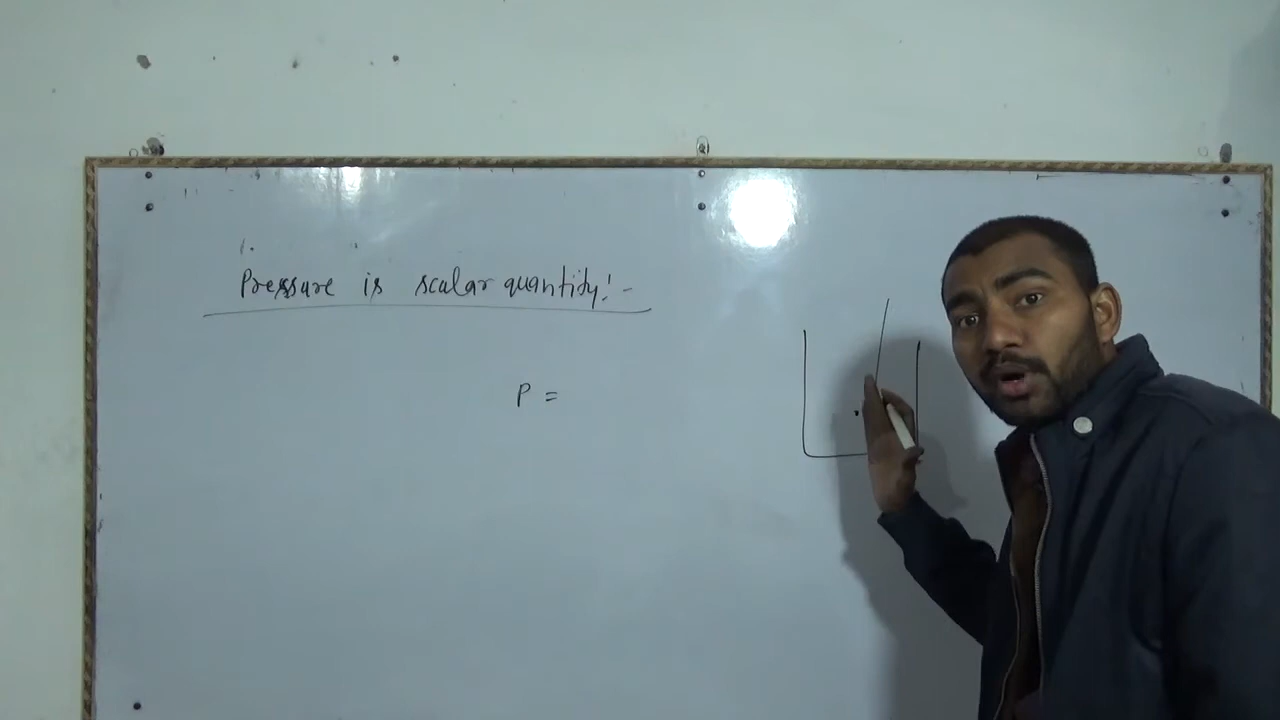 Pressure is scalar quantity:-
P =